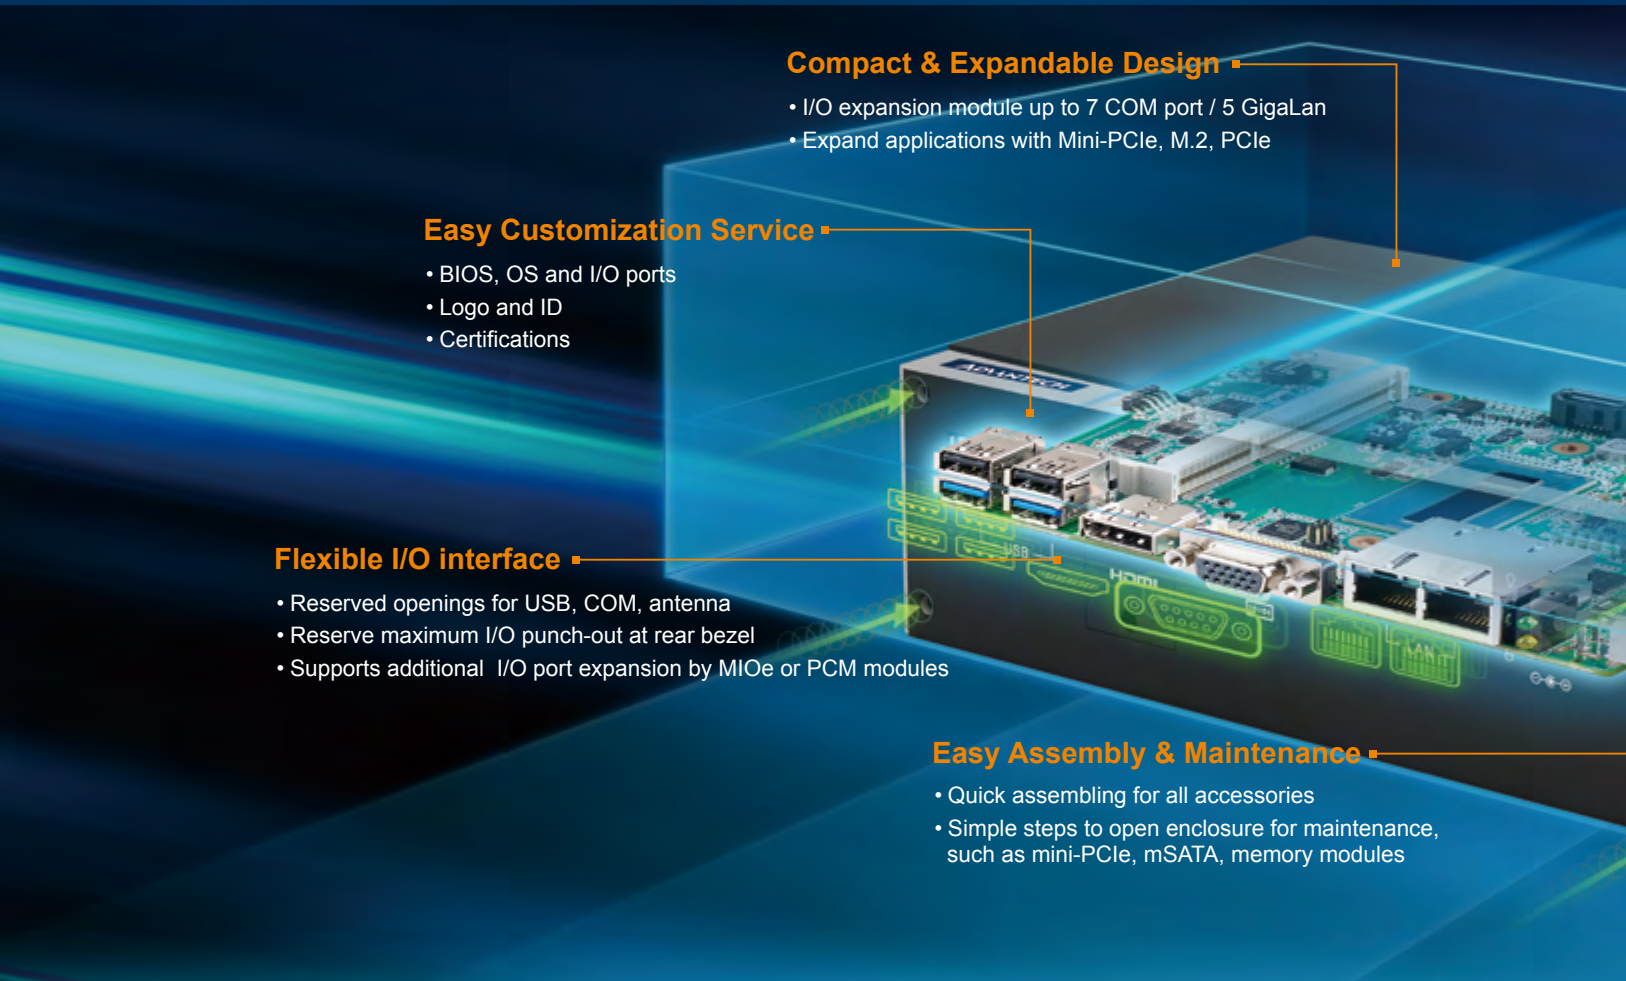 Compact & Expandable Design
• I/O expansion module up to 7 COM port / 5 GigaLan
• Expand applications with Mini-PCIe, M.2, PCIe
Easy Customization Service
• BIOS, OS and I/O ports
• Logo and ID
• Certifications
ADVANTECH
Flexible I/O interface
• Reserved openings for USB, COM, antenna
• Reserve maximum I/O punch-out at rear bezel
• Supports additional  I/O port expansion by MIOe or PCM modules
USB
HDMI
LAN
Easy Assembly & Maintenance
• Quick assembling for all accessories
• Simple steps to open enclosure for maintenance,
such as mini-PCIe, mSATA, memory modules